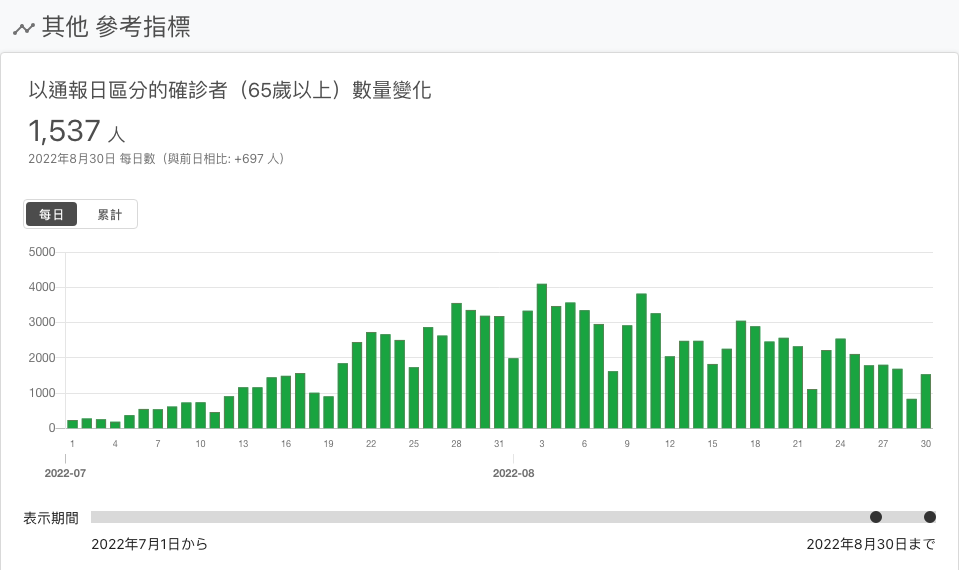 其他 參考指標
以通報日區分的確診者（65歲以上）數量變化
1,537 人
2022年8月30日 每日數（與前日相比: +697 人）
每日 累計
5000
4000
3000
2000
1000
0
1 4 7 10 13 16 19 22 25 28 31 3 6 9 12 15 18 21 24 27 30
2022-07 2022-08
表示期間
2022年7月1日から 2022年8月30日まで